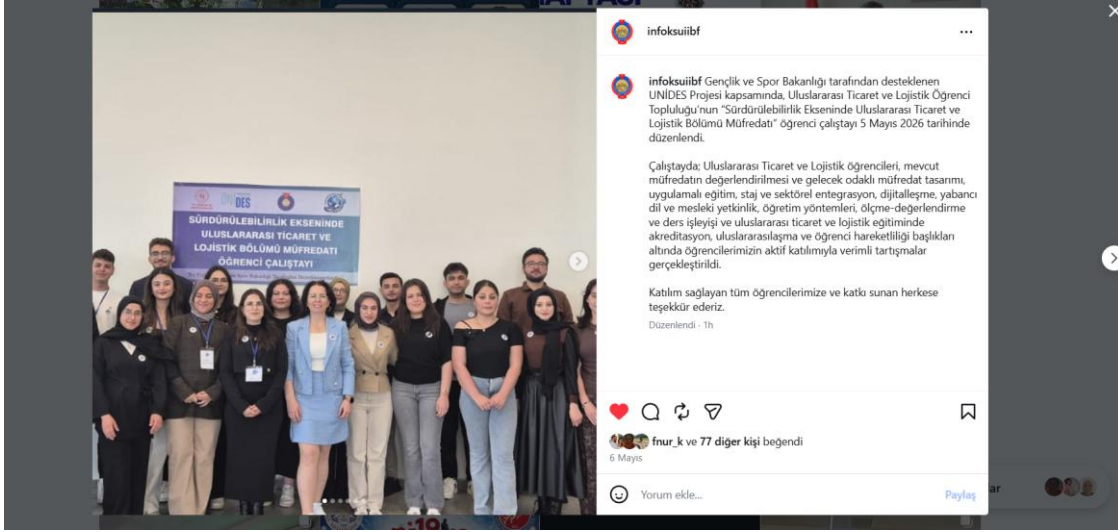 infoksuiibf
infoksuiibf Gençlik ve Spor Bakanlığı tarafından desteklenen
UNİDES Projesi kapsamında, Uluslararası Ticaret ve Lojistik Öğrenci
Topluluğu'nun "Sürdürülebilirlik Ekseninde Uluslararası Ticaret ve
Lojistik Bölümü Müfredatı" öğrenci çalıştayı 5 Mayıs 2026 tarihinde
düzenlendi.
Çalıştayda; Uluslararası Ticaret ve Lojistik öğrencileri, mevcut
müfredatın değerlendirilmesi ve gelecek odaklı müfredat tasarımı,
uygulamalı eğitim, staj ve sektörel entegrasyon, dijitalleşme, yabancı
dil ve mesleki yetkinlik, öğretim yöntemleri, ölçme-değerlendirme
ve ders işleyişi ve uluslararası ticaret ve lojistik eğitiminde
akreditasyon, uluslararasılaşma ve öğrenci hareketliliği başlıkları
altında öğrencilerimizin aktif katılımıyla verimli tartışmalar
gerçekleştirildi.
Katılım sağlayan tüm öğrencilerimize ve katkı sunan herkese
teşekkür ederiz.
Düzenlendi · 1h
fnur_k ve 77 diğer kişi beğendi
6 Mayıs
Yorum ekle...
Paylaş
ÜNİDES
SÜRDÜRÜLEBİLİRLİK EKSENİNDE
ULUSLARARASI TİCARET VE
LOJİSTİK BÖLÜMÜ MÜFREDATI
ÖĞRENCİ ÇALIŞTAYI